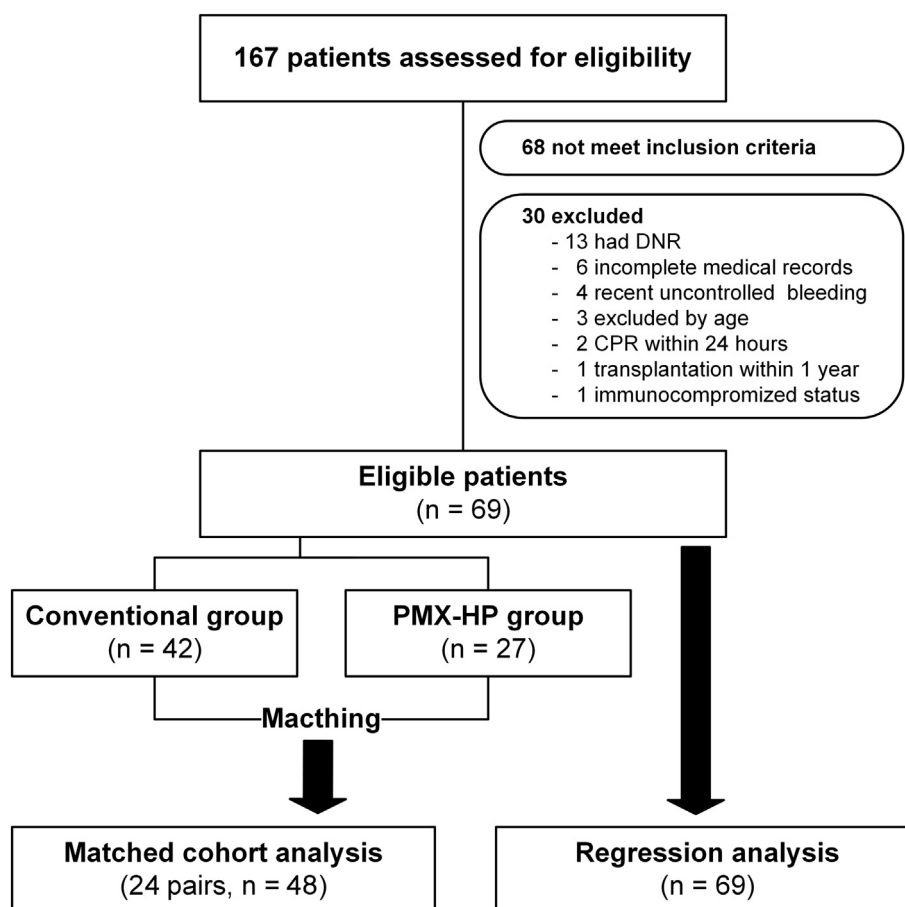 167 patients assessed for eligibility
68 not meet inclusion criteria
30 excluded
- 13 had DNR
- 6 incomplete medical records
- 4 recent uncontrolled bleeding
- 3 excluded by age
- 2 CPR within 24 hours
- 1 transplantation within 1 year
- 1 immunocompromized status
Eligible patients
(n = 69)
Conventional group
(n = 42)
PMX-HP group
(n = 27)
Macthing
Matched cohort analysis
(24 pairs, n = 48)
Regression analysis
(n = 69)